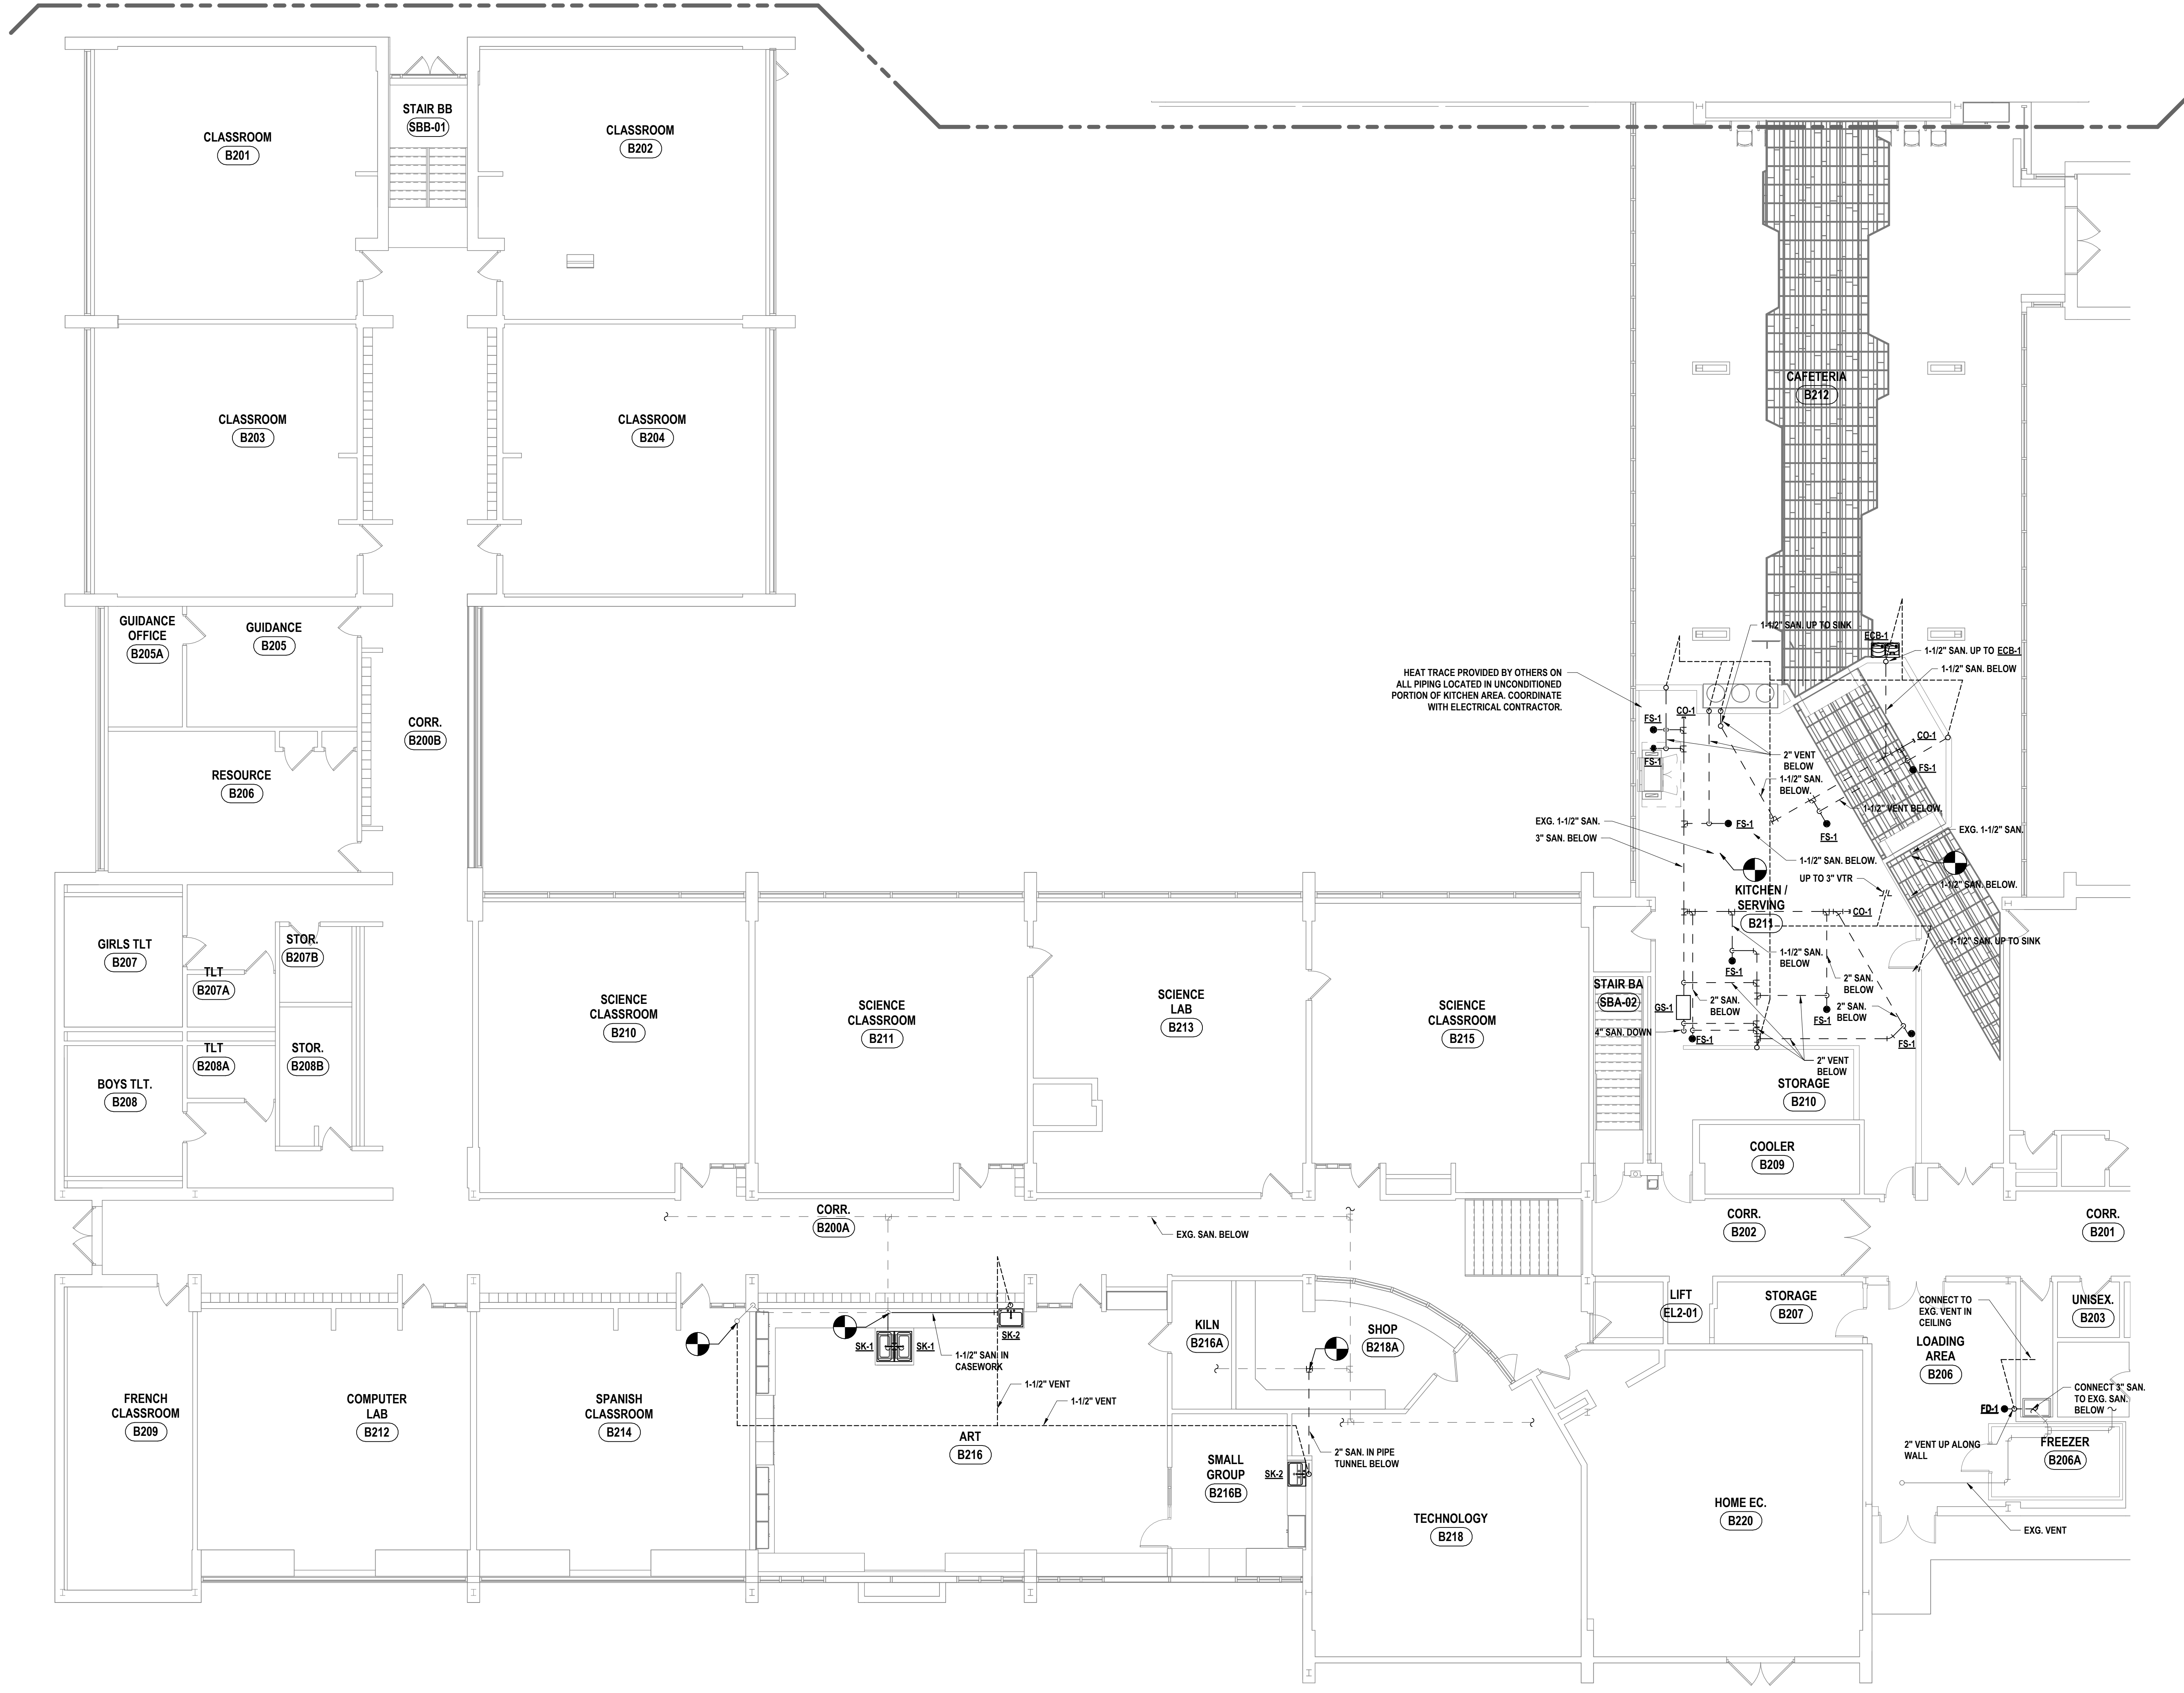 STAIR BB
SBB-01
CLASSROOM
B201
CLASSROOM
B202
CLASSROOM
B203
CLASSROOM
B204
CAFETERIA
B212
GUIDANCE
OFFICE
B205A
GUIDANCE
B205
CORR.
B200B
RESOURCE
B206
1-1/2" SAN. UP TO SINK
ECB-1
1-1/2" SAN. UP TO ECB-1
1-1/2" SAN. BELOW
HEAT TRACE PROVIDED BY OTHERS ON
ALL PIPING LOCATED IN UNCONDITIONED
PORTION OF KITCHEN AREA. COORDINATE
WITH ELECTRICAL CONTRACTOR.
FS-1
CO-1
FS-1
2" VENT
BELOW
1-1/2" SAN.
BELOW.
CO-1
FS-1
1-1/2" VENT BELOW.
EXG. 1-1/2" SAN.
3" SAN. BELOW
FS-1
FS-1
EXG. 1-1/2" SAN.
1-1/2" SAN. BELOW.
UP TO 3" VTR
1-1/2" SAN. BELOW.
KITCHEN /
SERVING
B211
CO-1
1-1/2" SAN. UP TO SINK
1-1/2" SAN.
BELOW
FS-1
2" SAN.
BELOW
2" SAN.
BELOW
GS-1
2" SAN.
BELOW
FS-1
4" SAN. DOWN
FS-1
FS-1
2" VENT
BELOW
GIRLS TLT
B207
TLT
B207A
STOR.
B207B
TLT
B208A
STOR.
B208B
BOYS TLT.
B208
SCIENCE
CLASSROOM
B210
SCIENCE
CLASSROOM
B211
SCIENCE
LAB
B213
SCIENCE
CLASSROOM
B215
STAIR BA
SBA-02
STORAGE
B210
COOLER
B209
CORR.
B200A
EXG. SAN. BELOW
CORR.
B202
CORR.
B201
FRENCH
CLASSROOM
B209
COMPUTER
LAB
B212
SPANISH
CLASSROOM
B214
SK-1
SK-1
SK-2
1-1/2" SAN. IN
CASEWORK
1-1/2" VENT
1-1/2" VENT
ART
B216
KILN
B216A
SHOP
B218A
SMALL
GROUP
B216B
SK-2
2" SAN. IN PIPE
TUNNEL BELOW
TECHNOLOGY
B218
LIFT
EL2-01
STORAGE
B207
HOME EC.
B220
CONNECT TO
EXG. VENT IN
CEILING
LOADING
AREA
B206
UNISEX.
B203
FD-1
CONNECT 3" SAN.
TO EXG. SAN.
BELOW
2" VENT UP ALONG
WALL
FREEZER
B206A
EXG. VENT